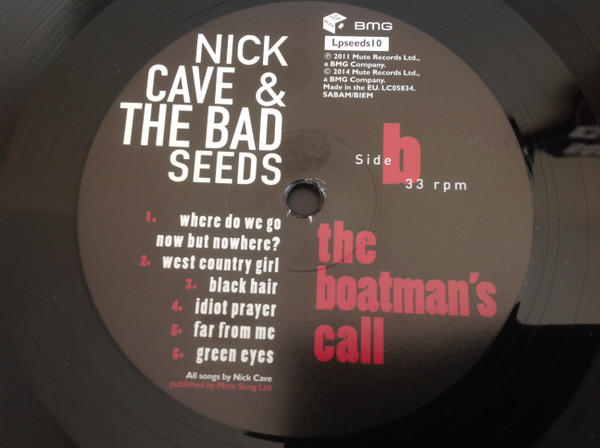 NICK
CAVE &
THE BAD
SEEDS
Mute
BMG
Lpseeds10
℗ 2011 Mute Records Ltd.,
a BMG Company.
© 2014 Mute Records Ltd.,
a BMG Company.
Made in the EU. LC05834.
SABAM/BIEM
Side b
33 rpm
1. where do we go
now but nowhere?
2. west country girl
3. black hair
4. idiot prayer
5. far from me
6. green eyes
All songs by Nick Cave
published by Mute Song Ltd
the
boatman's
call